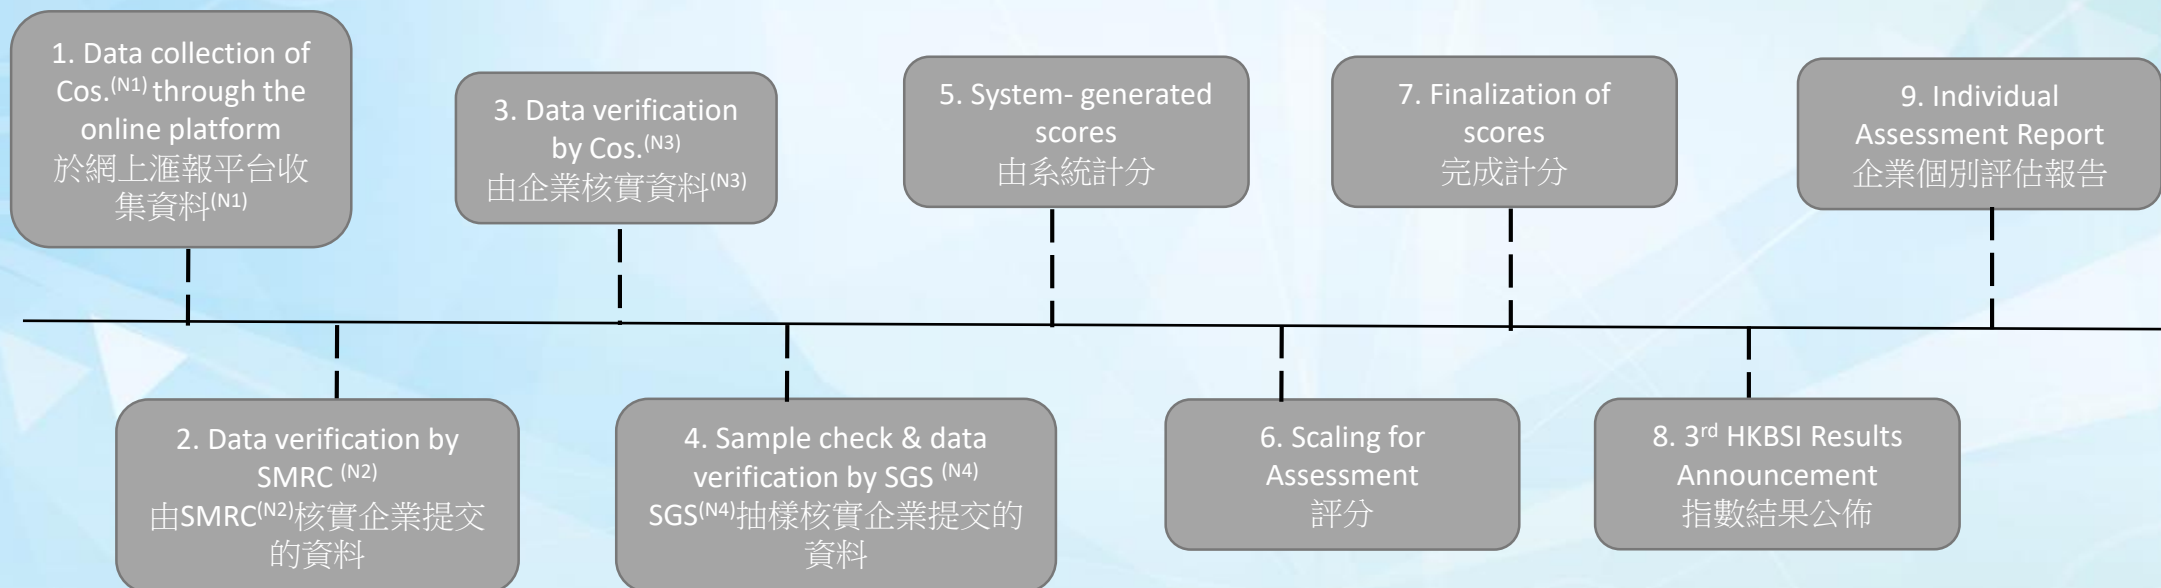 1. Data collection of
Cos.(N1) through the
online platform
於網上滙報平台收
集資料(N1)
2. Data verification by
SMRC (N2)
由SMRC(N2)核實企業提交
的資料
3. Data verification
by Cos.(N3)
由企業核實資料(N3)
4. Sample check & data
verification by SGS (N4)
SGS(N4)抽樣核實企業提交的
資料
5. System- generated
scores
由系統計分
6. Scaling for
Assessment
評分
7. Finalization of
scores
完成計分
8. 3rd HKBSI Results
Announcement
指數結果公佈
9. Individual
Assessment Report
企業個別評估報告